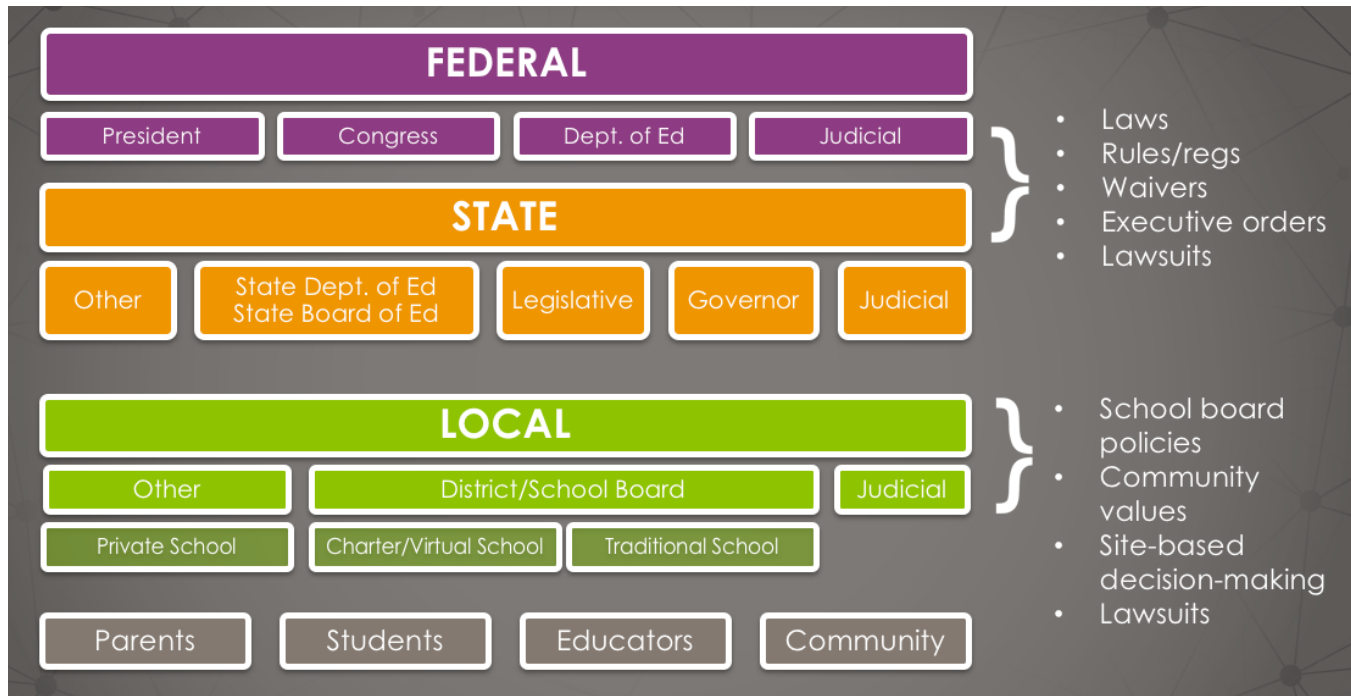 FEDERAL
President
Congress
Dept. of Ed
Judicial
STATE
Other
State Dept. of Ed
State Board of Ed
Legislative
Governor
Judicial
• Laws
• Rules/regs
• Waivers
• Executive orders
• Lawsuits
LOCAL
Other
District/School Board
Judicial
Private School
Charter/Virtual School
Traditional School
Parents
Students
Educators
Community
• School board
policies
• Community
values
• Site-based
decision-making
• Lawsuits